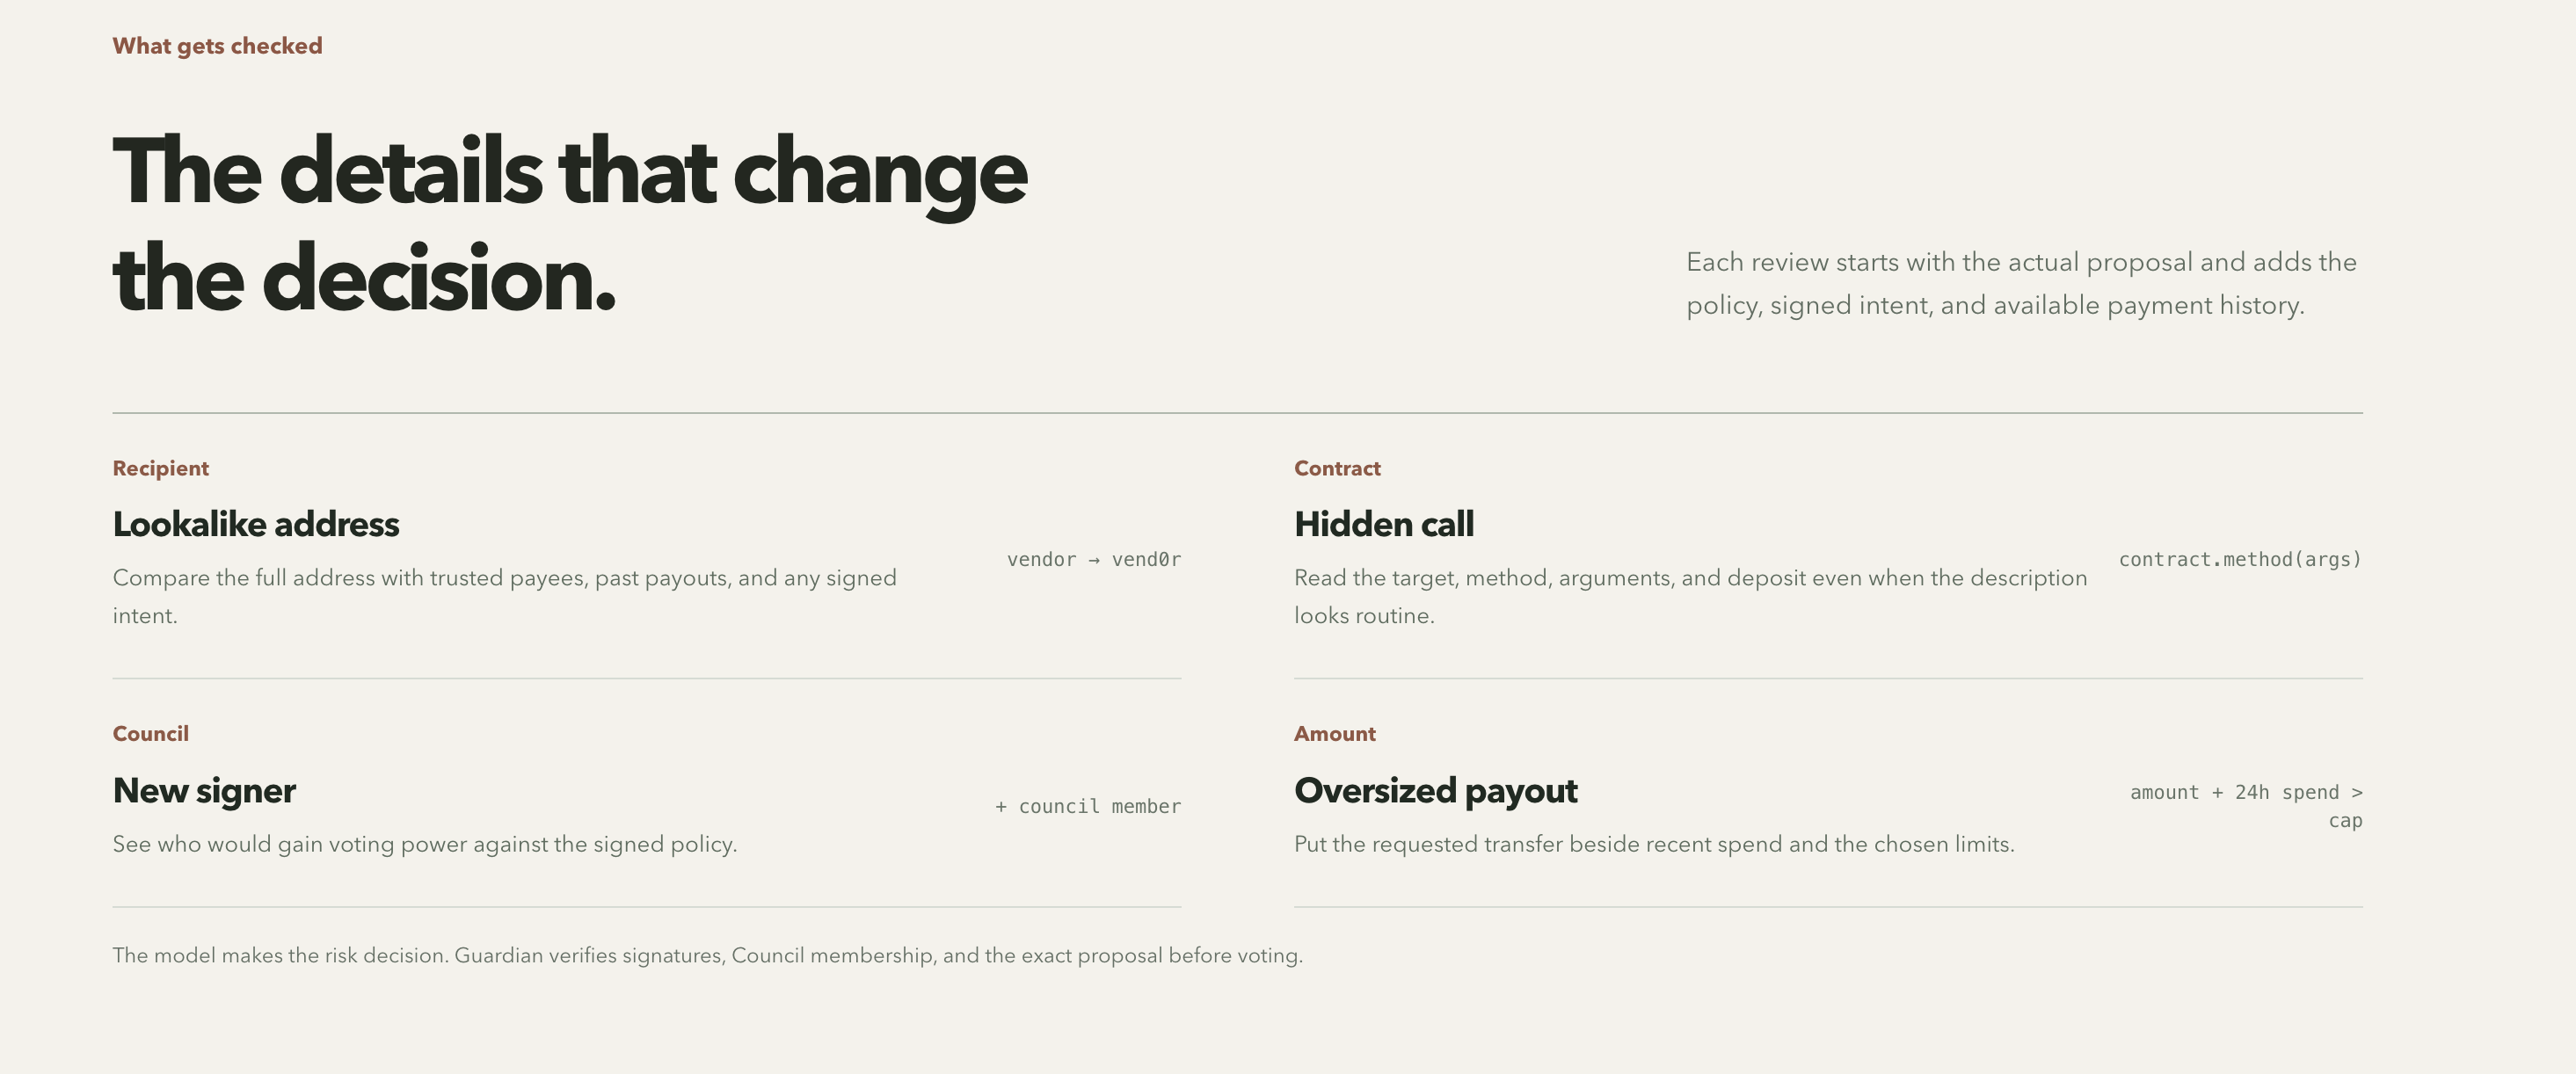 What gets checked
The details that change
the decision.
Each review starts with the actual proposal and adds the
policy, signed intent, and available payment history.
Recipient
Lookalike address
Compare the full address with trusted payees, past payouts, and any signed
intent.
vendor → vend0r
Contract
Hidden call
Read the target, method, arguments, and deposit even when the description
looks routine.
contract.method(args)
Council
New signer
See who would gain voting power against the signed policy.
+ council member
Amount
Oversized payout
Put the requested transfer beside recent spend and the chosen limits.
amount + 24h spend >
cap
The model makes the risk decision. Guardian verifies signatures, Council membership, and the exact proposal before voting.